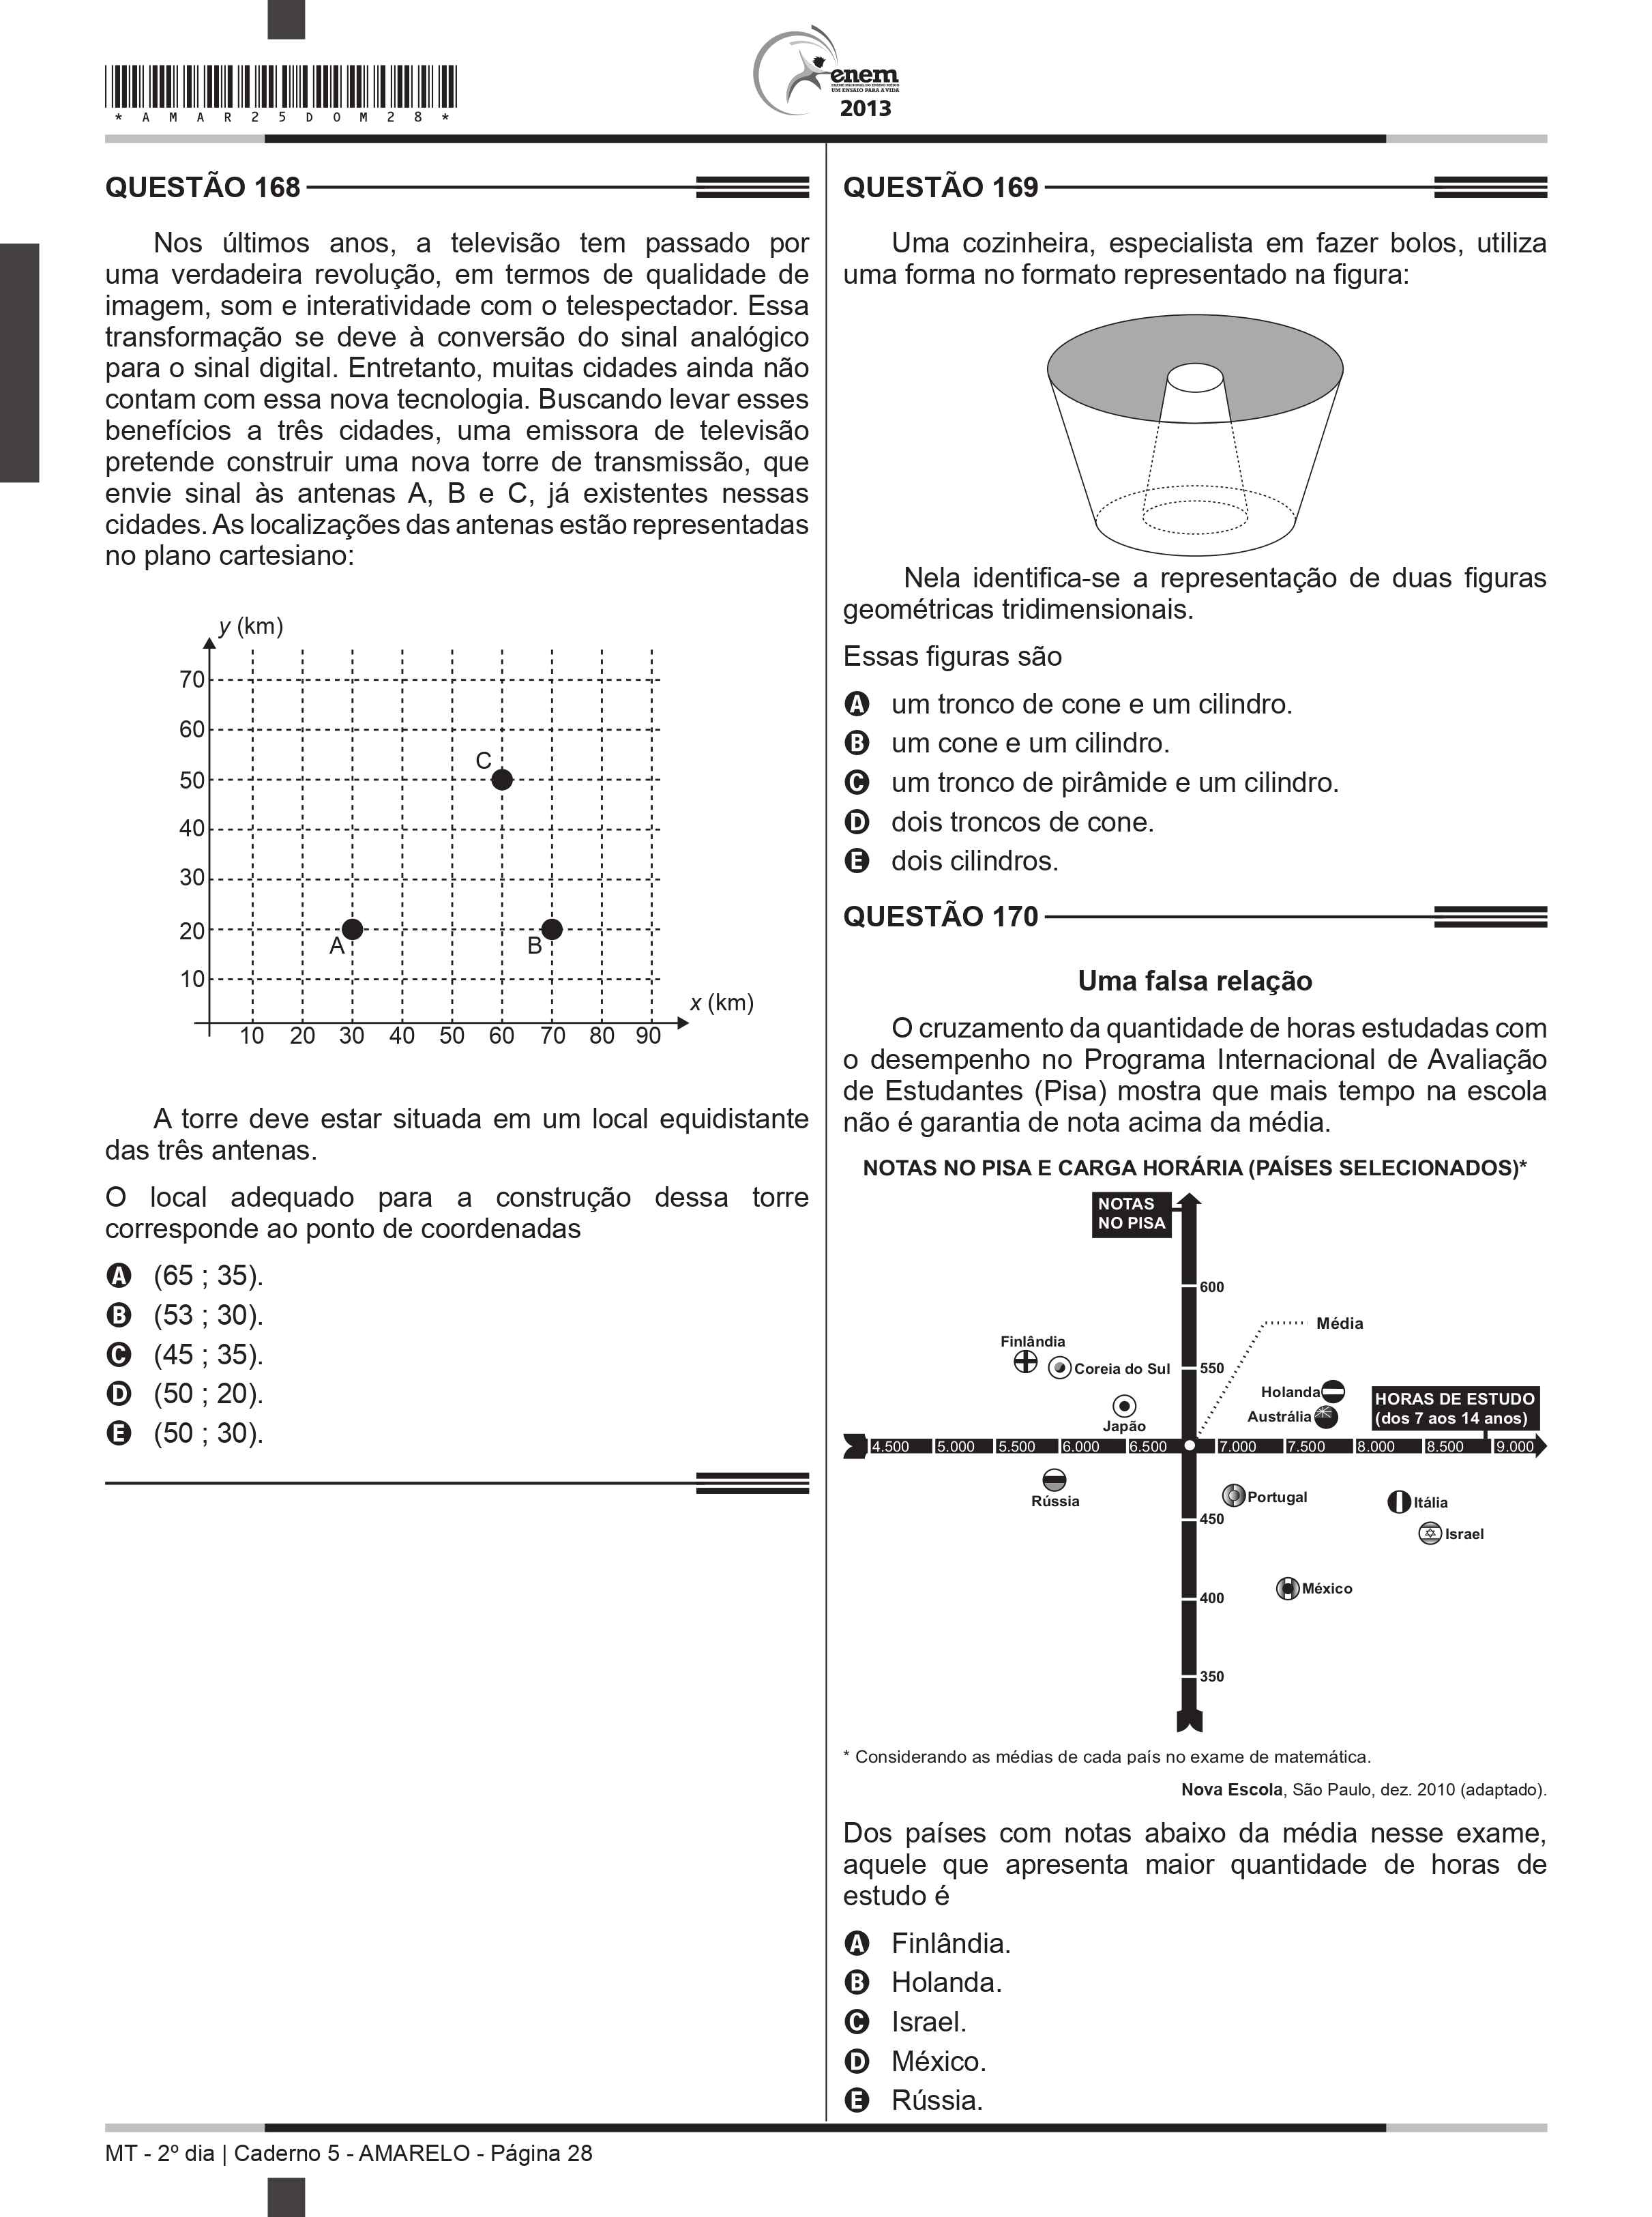 * A M A R 2 5 D O M 2 8 *
enem
EXAME NACIONAL DO ENSINO MÉDIO
UM ENSAIO PARA A VIDA
2013
QUESTÃO 168
Nos últimos anos, a televisão tem passado por
uma verdadeira revolução, em termos de qualidade de
imagem, som e interatividade com o telespectador. Essa
transformação se deve à conversão do sinal analógico
para o sinal digital. Entretanto, muitas cidades ainda não
contam com essa nova tecnologia. Buscando levar esses
benefícios a três cidades, uma emissora de televisão
pretende construir uma nova torre de transmissão, que
envie sinal às antenas A, B e C, já existentes nessas
cidades. As localizações das antenas estão representadas
no plano cartesiano:
y (km)
70
60
50
40
30
20
10
C
A
B
x (km)
10 20 30 40 50 60 70 80 90
A torre deve estar situada em um local equidistante
das três antenas.
O local adequado para a construção dessa torre
corresponde ao ponto de coordenadas
A (65 ; 35).
B (53 ; 30).
C (45 ; 35).
D (50 ; 20).
E (50 ; 30).
QUESTÃO 169
Uma cozinheira, especialista em fazer bolos, utiliza
uma forma no formato representado na figura:
Nela identifica-se a representação de duas figuras
geométricas tridimensionais.
Essas figuras são
A um tronco de cone e um cilindro.
B um cone e um cilindro.
C um tronco de pirâmide e um cilindro.
D dois troncos de cone.
E dois cilindros.
QUESTÃO 170
Uma falsa relação
O cruzamento da quantidade de horas estudadas com
o desempenho no Programa Internacional de Avaliação
de Estudantes (Pisa) mostra que mais tempo na escola
não é garantia de nota acima da média.
NOTAS NO PISA E CARGA HORÁRIA (PAÍSES SELECIONADOS)*
NOTAS
NO PISA
600
Média
Finlândia
Coreia do Sul
550
Holanda
HORAS DE ESTUDO
(dos 7 aos 14 anos)
Austrália
Japão
4.500 5.000 5.500 6.000 6.500 7.000 7.500 8.000 8.500 9.000
Rússia
Portugal
Itália
450
Israel
México
400
350
* Considerando as médias de cada país no exame de matemática.
Nova Escola, São Paulo, dez. 2010 (adaptado).
Dos países com notas abaixo da média nesse exame,
aquele que apresenta maior quantidade de horas de
estudo é
A Finlândia.
B Holanda.
C Israel.
D México.
E Rússia.
MT - 2º dia | Caderno 5 - AMARELO - Página 28